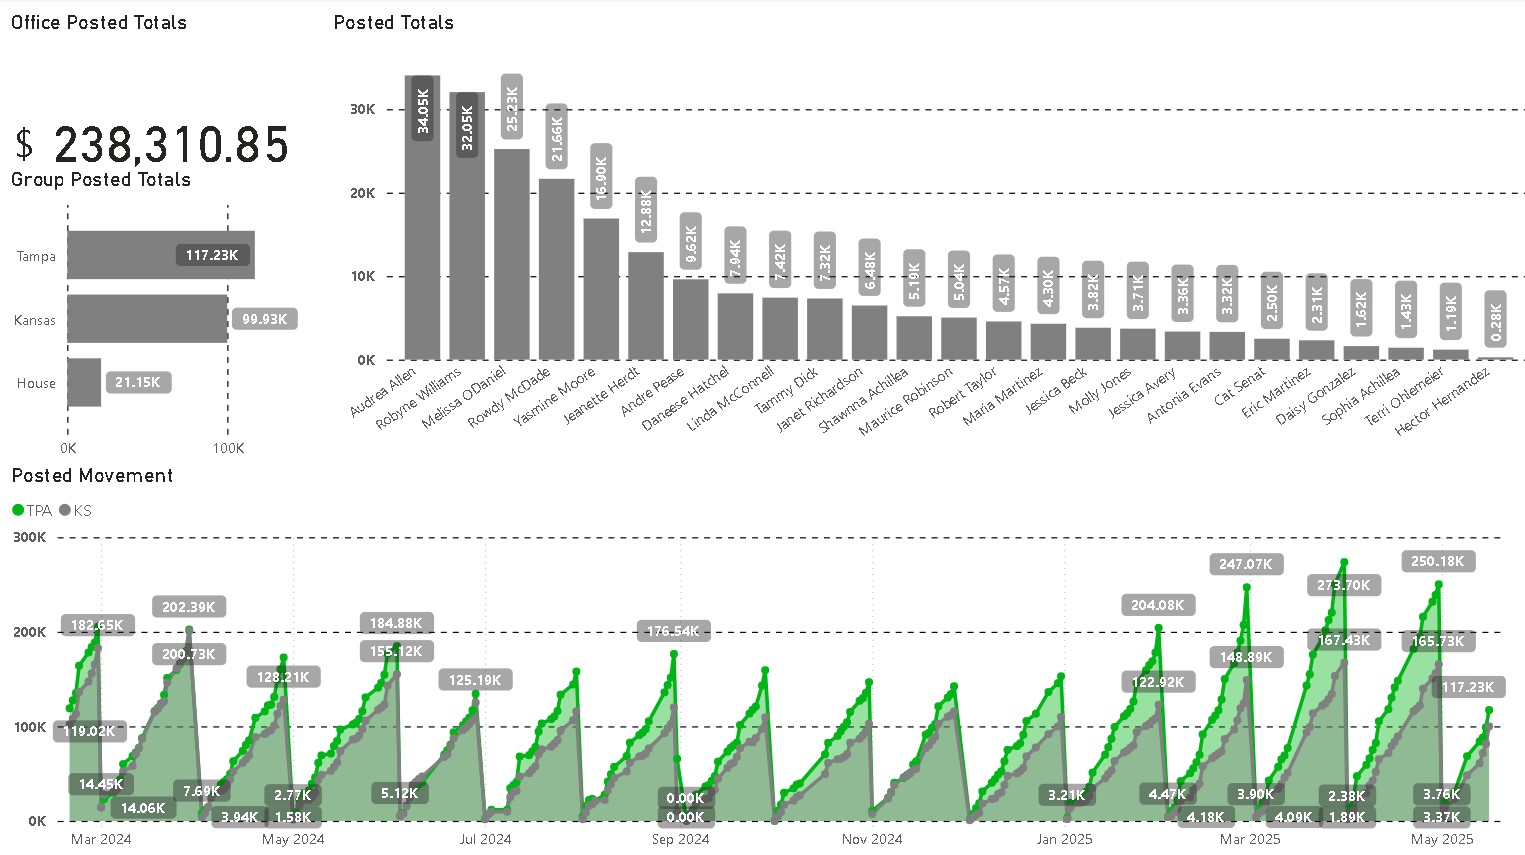 Office Posted Totals
$ 238,310.85
Group Posted Totals
Tampa 117.23K
Kansas 99.93K
House 21.15K
0K 100K
Posted Totals
30K
20K
10K
0K
34.05K 32.05K 25.23K 21.66K 16.90K 12.88K 9.62K 7.94K 7.42K 7.32K 6.48K 5.19K 5.04K 4.57K 4.30K 3.82K 3.71K 3.36K 3.32K 2.50K 2.31K 1.62K 1.43K 1.19K 0.28K
Audrea Allen
Robyne Williams
Melissa ODaniel
Rowdy McDade
Yasmine Moore
Jeanette Herdt
Andre Pease
Daneese Hatchel
Linda McConnell
Tammy Dick
Janet Richardson
Shawnna Achillea
Maurice Robinson
Robert Taylor
Maria Martinez
Jessica Beck
Molly Jones
Jessica Avery
Antonia Evans
Cat Senat
Eric Martinez
Daisy Gonzalez
Sophia Achillea
Terri Ohlemeier
Hector Hernandez
Posted Movement
TPA KS
300K
200K
100K
0K
182.65K 202.39K 200.73K 128.21K 184.88K 155.12K 125.19K 176.54K 204.08K 122.92K 247.07K 148.89K 273.70K 167.43K 250.18K 165.73K 117.23K
119.02K 14.45K 14.06K 7.69K 3.94K 2.77K 1.58K 5.12K 0.00K 0.00K 3.21K 4.47K 4.18K 3.90K 4.09K 2.38K 1.89K 3.76K 3.37K
Mar 2024 May 2024 Jul 2024 Sep 2024 Nov 2024 Jan 2025 Mar 2025 May 2025